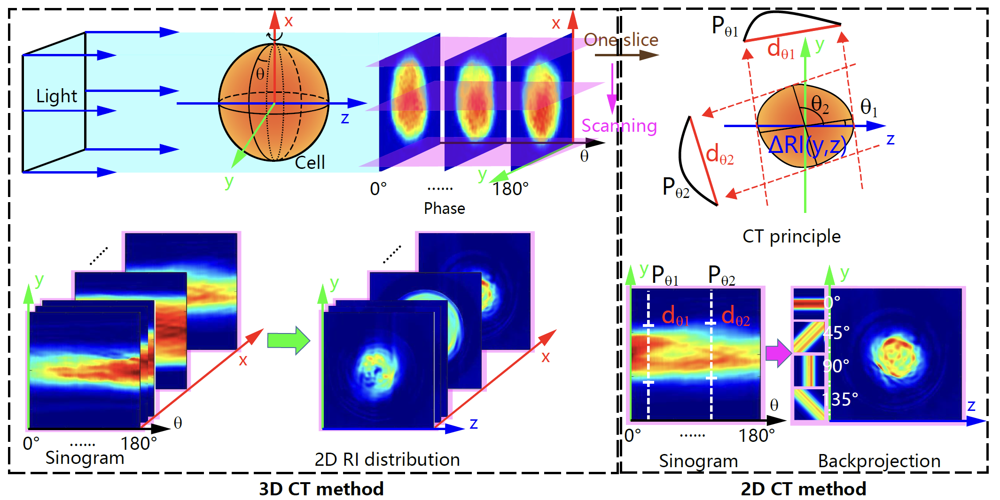 Light
x
θ
z
Cell
y
x
θ
y
0° ...... 180°
Phase
One slice
Scanning
Pθ1
dθ1
y
θ2
θ1
z
ΔRI(y,z)
dθ2
Pθ2
CT principle
y
x
θ
0° ...... 180°
Sinogram
y
x
z
2D RI distribution
y
Pθ1
Pθ2
dθ1
dθ2
θ
0° ...... 180°
Sinogram
y
0°
45°
90°
135°
z
Backprojection
3D CT method
2D CT method